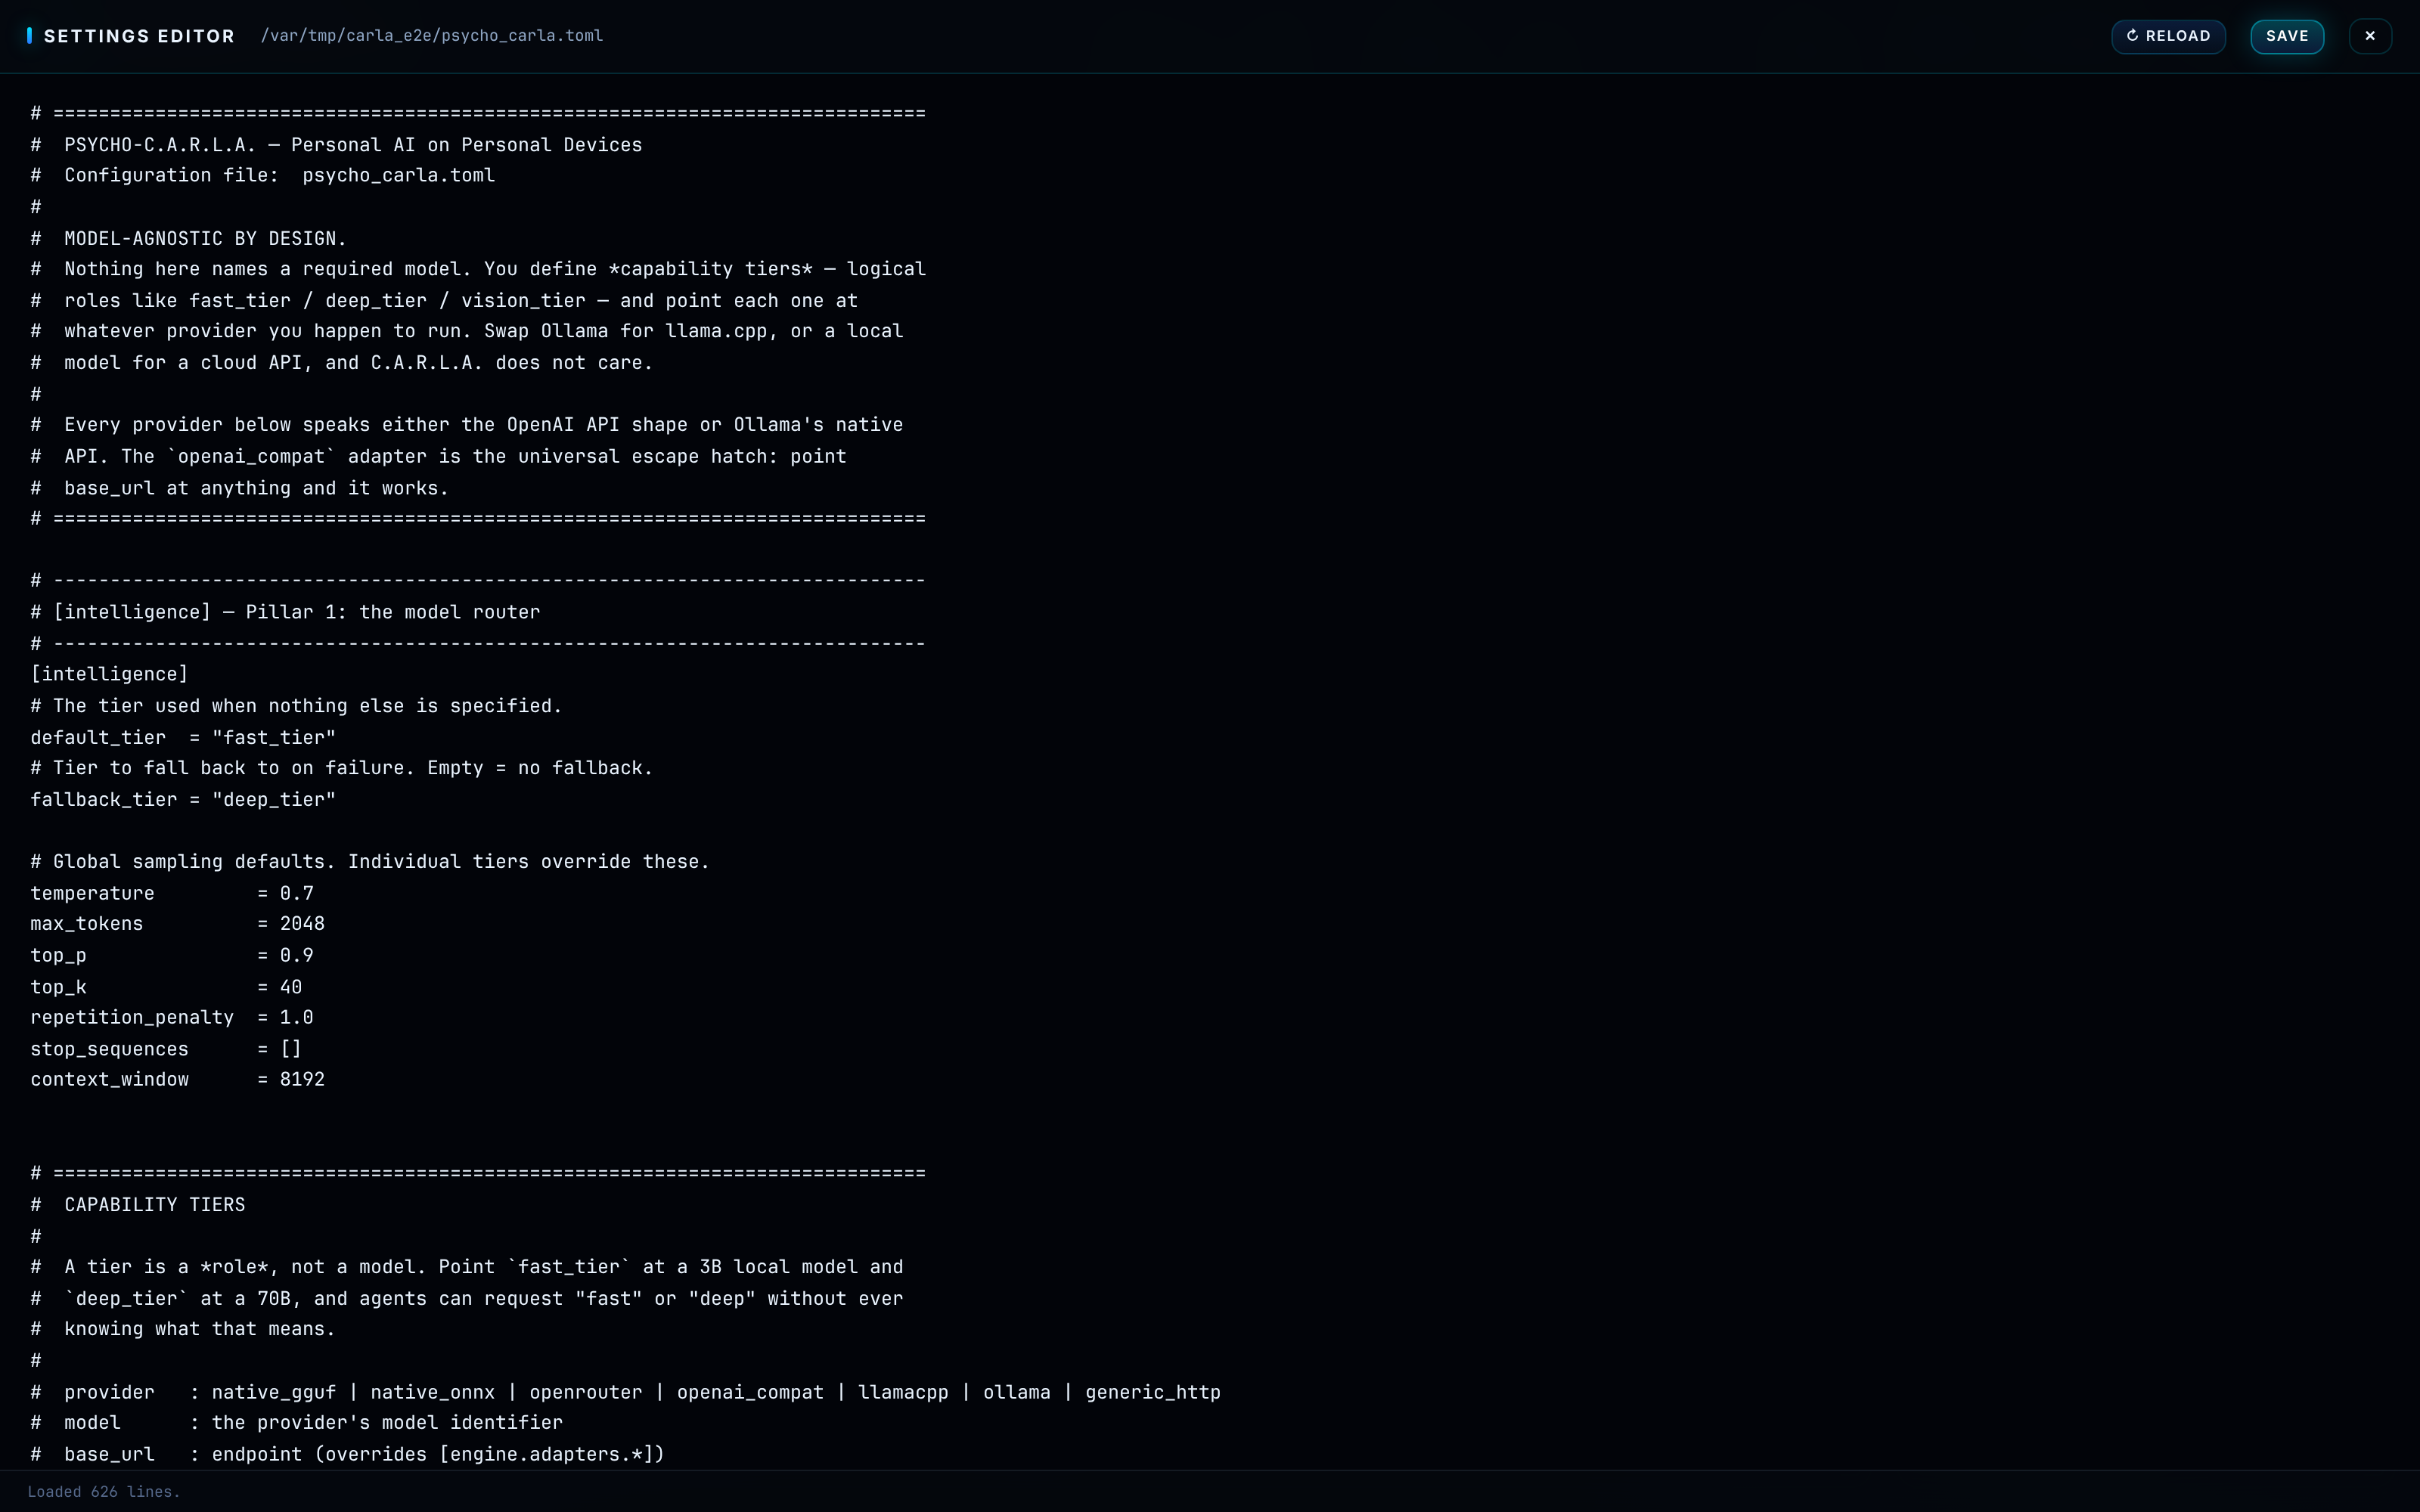 SETTINGS EDITOR /var/tmp/carla_e2e/psycho_carla.toml ↻ RELOAD SAVE ×
# =============================================================================
#  PSYCHO-C.A.R.L.A. — Personal AI on Personal Devices
#  Configuration file:  psycho_carla.toml
#
#  MODEL-AGNOSTIC BY DESIGN.
#  Nothing here names a required model. You define *capability tiers* — logical
#  roles like fast_tier / deep_tier / vision_tier — and point each one at
#  whatever provider you happen to run. Swap Ollama for llama.cpp, or a local
#  model for a cloud API, and C.A.R.L.A. does not care.
#
#  Every provider below speaks either the OpenAI API shape or Ollama's native
#  API. The `openai_compat` adapter is the universal escape hatch: point
#  base_url at anything and it works.
# =============================================================================

# -----------------------------------------------------------------------------
# [intelligence] — Pillar 1: the model router
# -----------------------------------------------------------------------------
[intelligence]
# The tier used when nothing else is specified.
default_tier  = "fast_tier"
# Tier to fall back to on failure. Empty = no fallback.
fallback_tier = "deep_tier"

# Global sampling defaults. Individual tiers override these.
temperature         = 0.7
max_tokens          = 2048
top_p               = 0.9
top_k               = 40
repetition_penalty  = 1.0
stop_sequences      = []
context_window      = 8192

# =============================================================================
#  CAPABILITY TIERS
#
#  A tier is a *role*, not a model. Point `fast_tier` at a 3B local model and
#  `deep_tier` at a 70B, and agents can request "fast" or "deep" without ever
#  knowing what that means.
#
#  provider   : native_gguf | native_onnx | openrouter | openai_compat | llamacpp | ollama | generic_http
#  model      : the provider's model identifier
#  base_url   : endpoint (overrides [engine.adapters.*])
Loaded 626 lines.